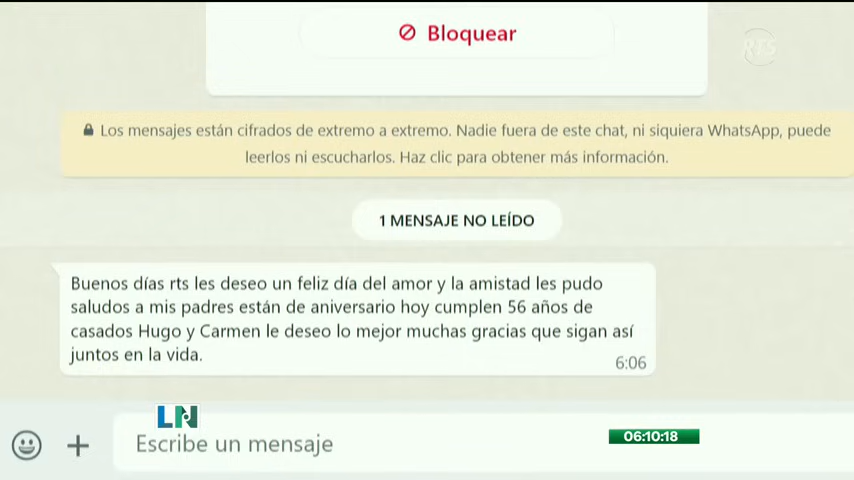 Bloquear
RTS
Los mensajes están cifrados de extremo a extremo. Nadie fuera de este chat, ni siquiera WhatsApp, puede
leerlos ni escucharlos. Haz clic para obtener más información.
1 MENSAJE NO LEÍDO
Buenos días rts les deseo un feliz día del amor y la amistad les pudo
saludos a mis padres están de aniversario hoy cumplen 56 años de
casados Hugo y Carmen le deseo lo mejor muchas gracias que sigan así
juntos en la vida.
6:06
LN
Escribe un mensaje
06:10:18